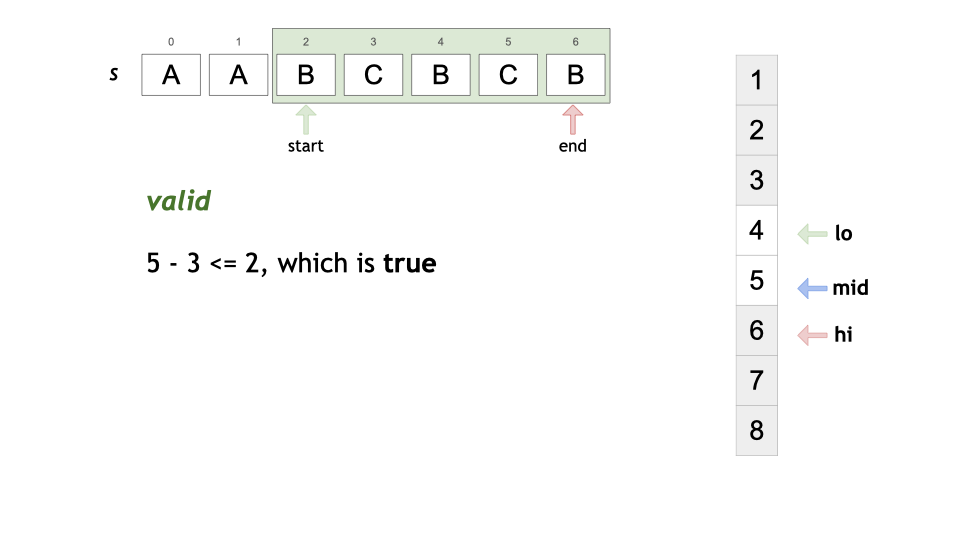 0 1 2 3 4 5 6
s A A B C B C B
start end
valid
5 - 3 <= 2, which is true
1
2
3
4 lo
5 mid
6 hi
7
8